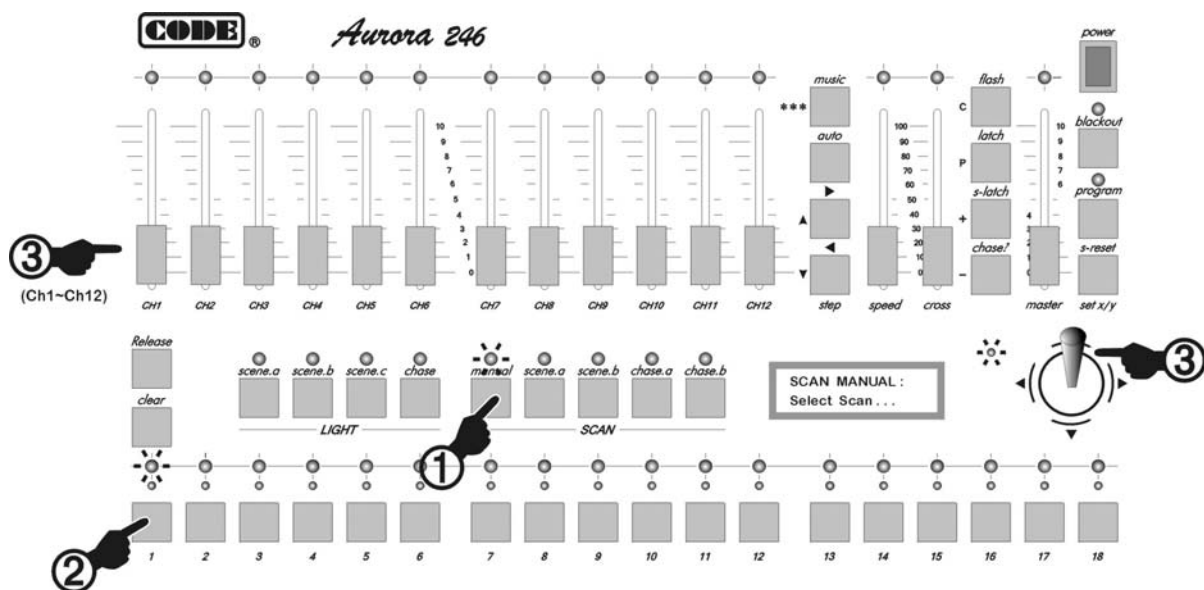 CODE ® Aurora 246
power
music
flash
*** C
10 100 10
9 90 9
auto
latch
blackout
8 80 8
7 70 7
P
6 60 6
5 50 5
s-latch
program
4 40 4
+
3 30 3
2 20 2
chase?
s-reset
1 10 1
0 0 0
-
③
(Ch1~Ch12)
CH1 CH2 CH3 CH4 CH5 CH6 CH7 CH8 CH9 CH10 CH11 CH12 step speed cross master set x/y
Release
scene.a scene.b scene.c chase manual scene.a scene.b chase.a chase.b
③
SCAN MANUAL :
Select Scan . . .
clear
LIGHT SCAN
①
②
1 2 3 4 5 6 7 8 9 10 11 12 13 14 15 16 17 18